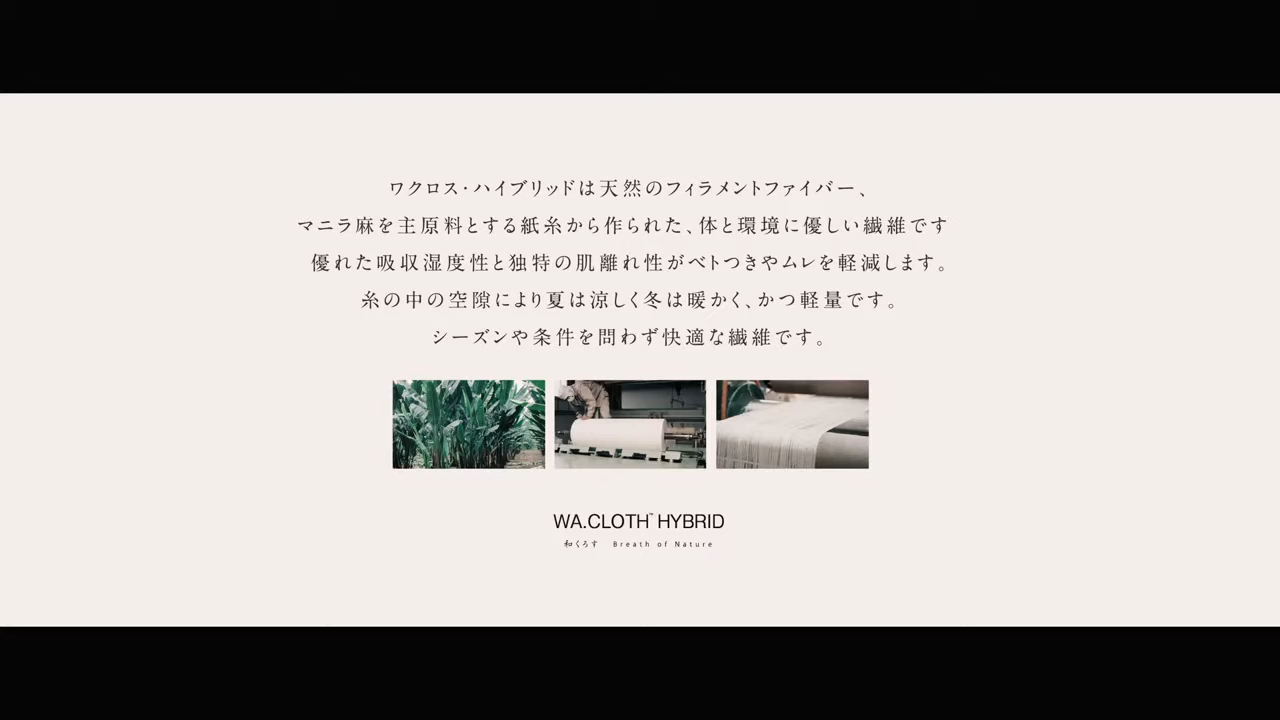 ワクロス・ハイブリッドは天然のフィラメントファイバー、
マニラ麻を主原料とする紙糸から作られた、体と環境に優しい繊維です
優れた吸収湿度性と独特の肌離れ性がベトつきやムレを軽減します。
糸の中の空隙により夏は涼しく冬は暖かく、かつ軽量です。
シーズンや条件を問わず快適な繊維です。
WA.CLOTH™ HYBRID
和くろす Breath of Nature